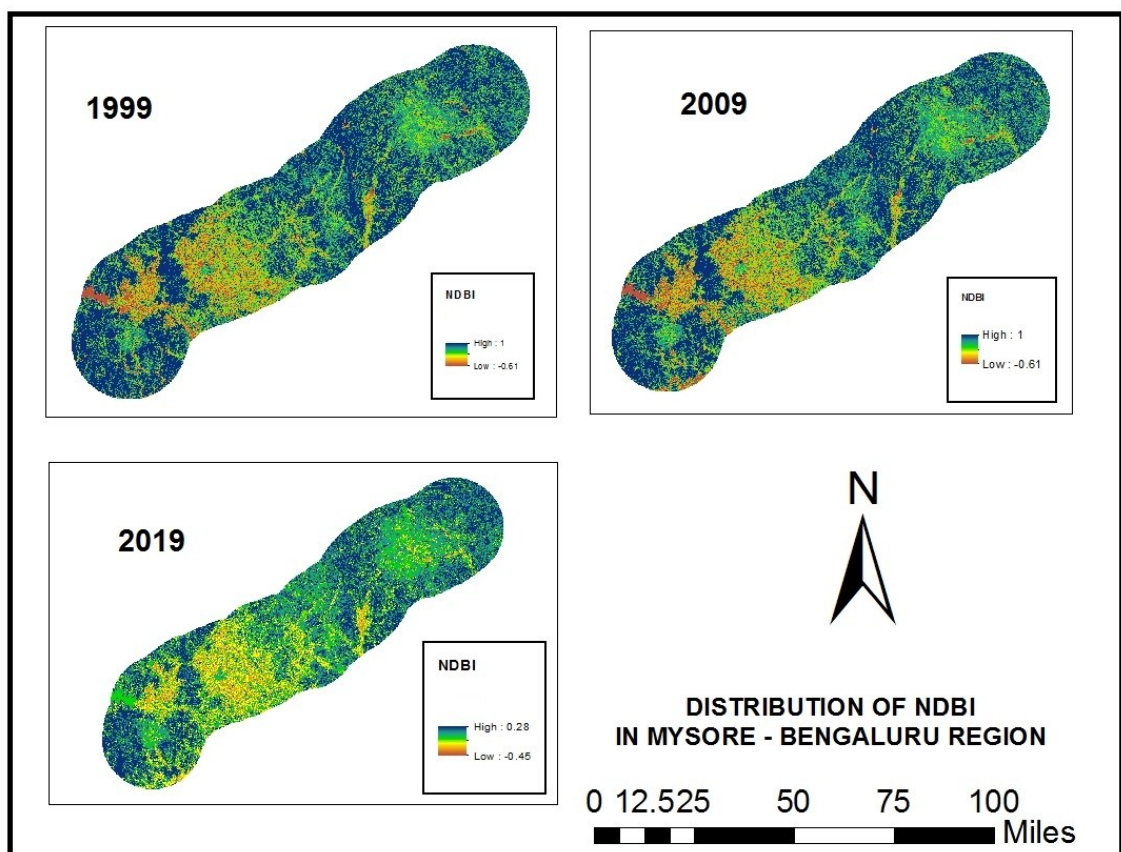 1999
NDBI
High : 1
Low : -0.61
2009
NDBI
High : 1
Low : -0.61
2019
NDBI
High : 0.28
Low : -0.45
N
DISTRIBUTION OF NDBI
IN MYSORE - BENGALURU REGION
0 12.525 50 75 100
Miles